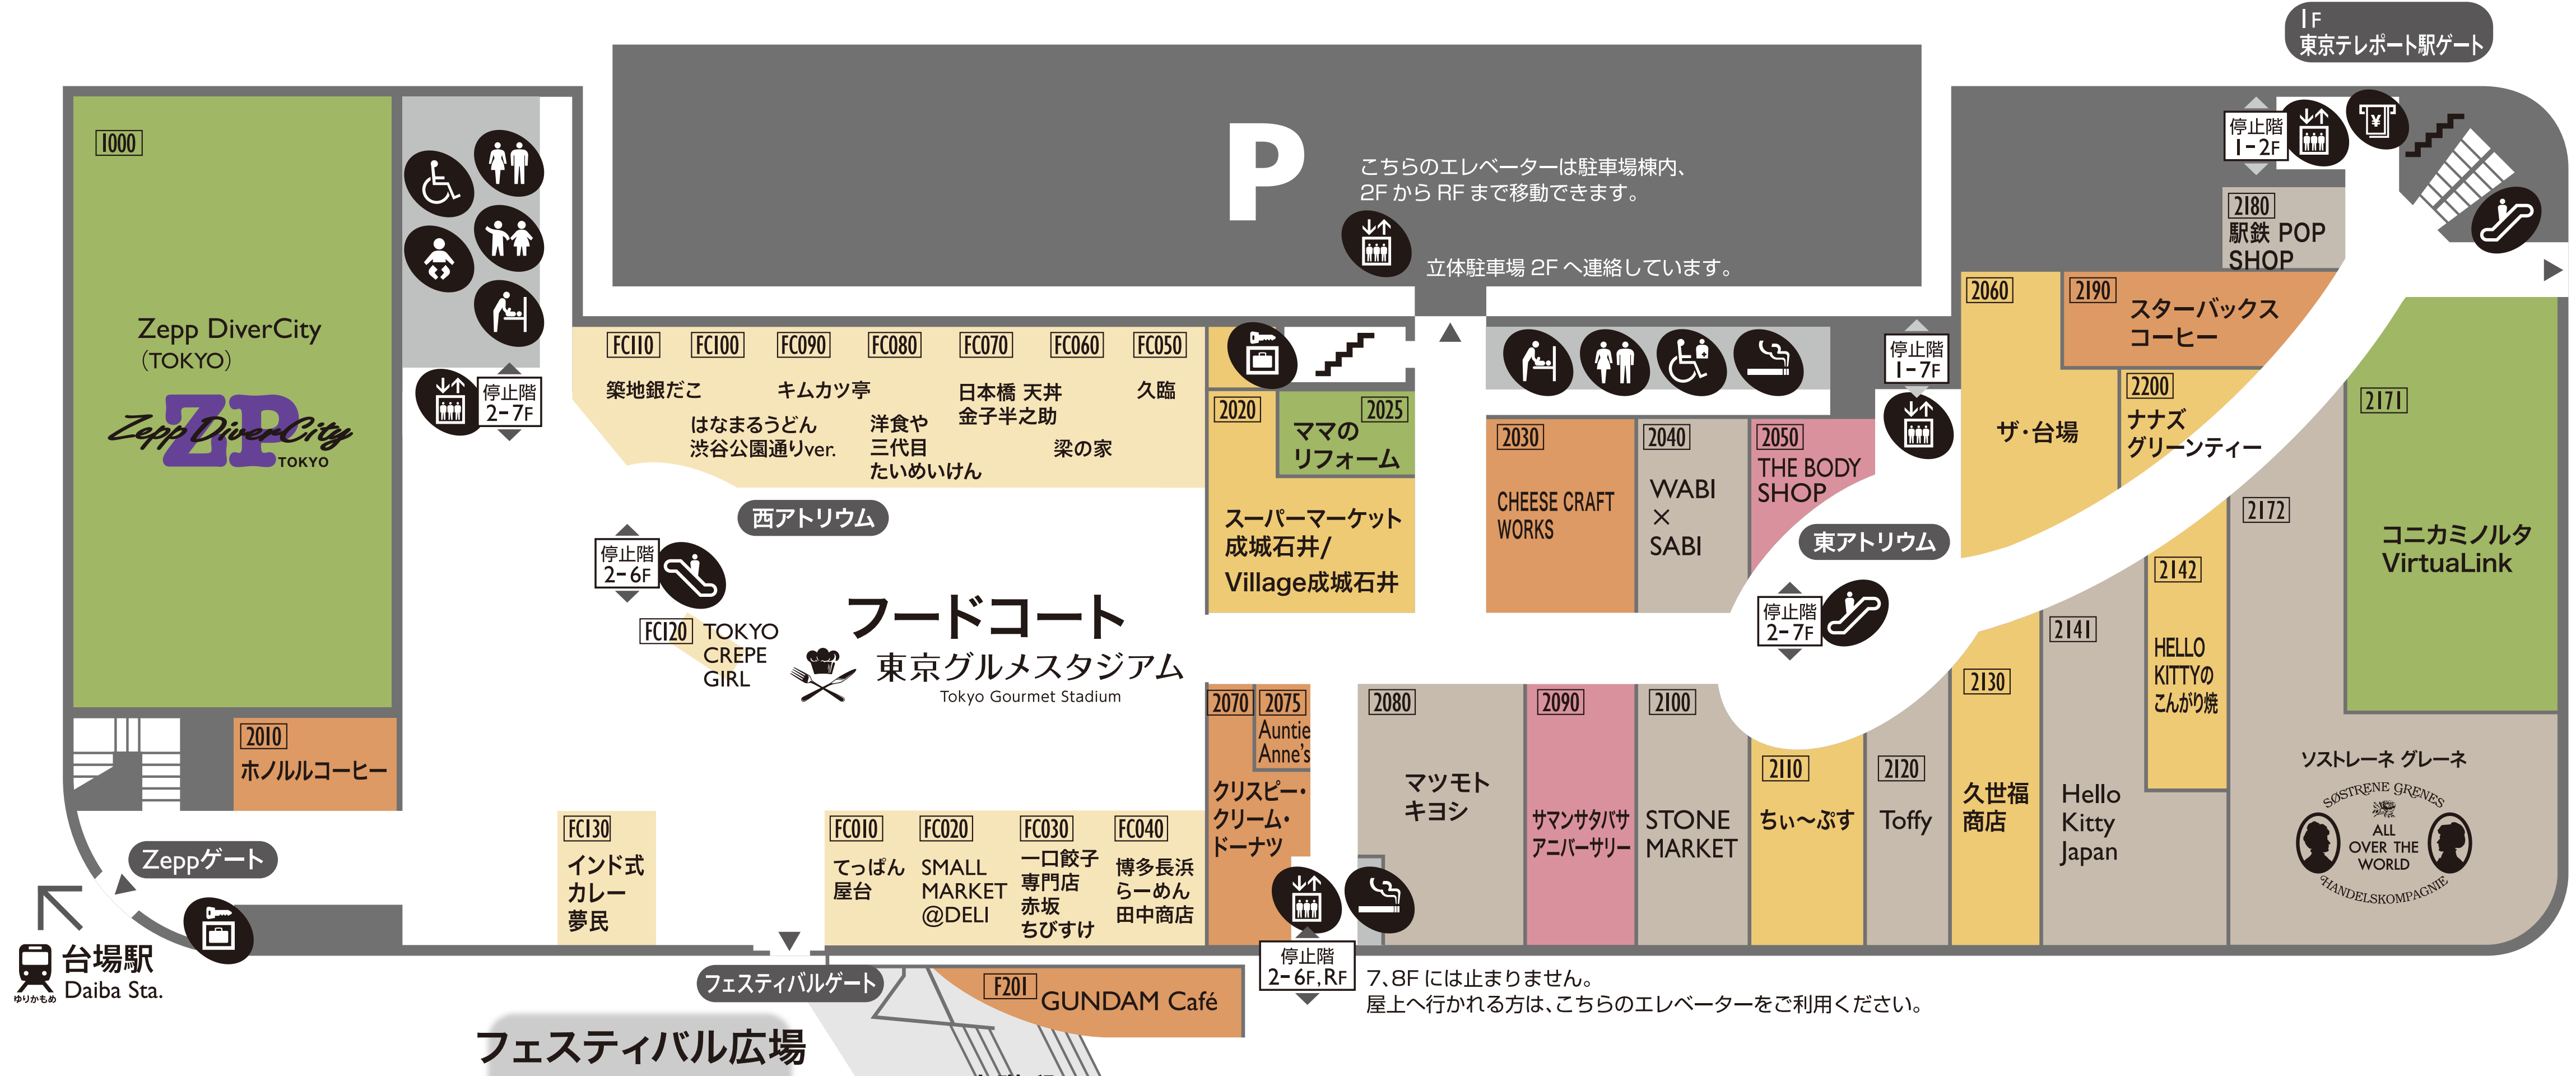 1F
東京テレポート駅ゲート
停止階
1-2F
1000
Zepp DiverCity
(TOKYO)
ZP
Zepp DiverCity
TOKYO
停止階
2-7F
P
こちらのエレベーターは駐車場棟内、
2FからRFまで移動できます。
立体駐車場2Fへ連絡しています。
2180
駅鉄 POP
SHOP
FC110
築地銀だこ
FC100
はなまるうどん
渋谷公園通りver.
FC090
キムカツ亭
FC080
洋食や
三代目
たいめいけん
FC070
日本橋 天丼
金子半之助
FC060
梁の家
FC050
久臨
2020
スーパーマーケット
成城石井/
Village成城石井
2025
ママの
リフォーム
2030
CHEESE CRAFT
WORKS
2040
WABI
×
SABI
2050
THE BODY
SHOP
停止階
1-7F
2060
ザ・台場
2190
スターバックス
コーヒー
2200
ナナズ
グリーンティー
2171
コニカミノルタ
VirtuaLink
西アトリウム
停止階
2-6F
FC120
TOKYO
CREPE
GIRL
フードコート
東京グルメスタジアム
Tokyo Gourmet Stadium
東アトリウム
停止階
2-7F
2010
ホノルルコーヒー
2070
クリスピー・
クリーム・
ドーナツ
2075
Auntie
Anne's
2080
マツモト
キヨシ
2090
サマンサタバサ
アニバーサリー
2100
STONE
MARKET
2110
ちぃ〜ぷす
2120
Toffy
2130
久世福
商店
2141
Hello
Kitty
Japan
2142
HELLO
KITTYの
こんがり焼
2172
ソストレーネ グレーネ
SØSTRENE GRENES
ALL
OVER THE
WORLD
HANDELSKOMPAGNIE
Zeppゲート
台場駅
Daiba Sta.
ゆりかもめ
FC130
インド式
カレー
夢民
FC010
てっぱん
屋台
FC020
SMALL
MARKET
@DELI
FC030
一口餃子
専門店
赤坂
ちびすけ
FC040
博多長浜
らーめん
田中商店
停止階
2-6F,RF
7、8Fには止まりません。
屋上へ行かれる方は、こちらのエレベーターをご利用ください。
フェスティバルゲート
F201
GUNDAM Café
フェスティバル広場